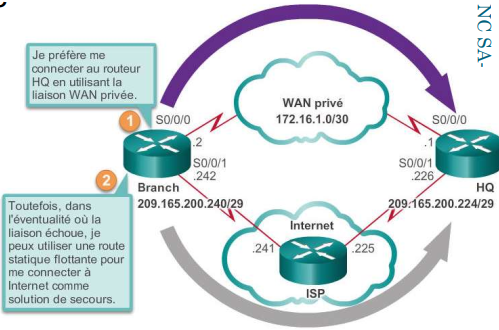 NC SA-
Je préfère me
connecter au routeur
HQ en utilisant la
liaison WAN privée.
1
WAN privé
172.16.1.0/30
S0/0/0
.2
S0/0/0
.1
S0/0/1
.242
S0/0/1
.226
2
Branch
HQ
209.165.200.240/29
209.165.200.224/29
Toutefois, dans
l'éventualité où la
liaison échoue, je
peux utiliser une route
statique flottante pour
me connecter à
Internet comme
solution de secours.
Internet
.241
.225
ISP